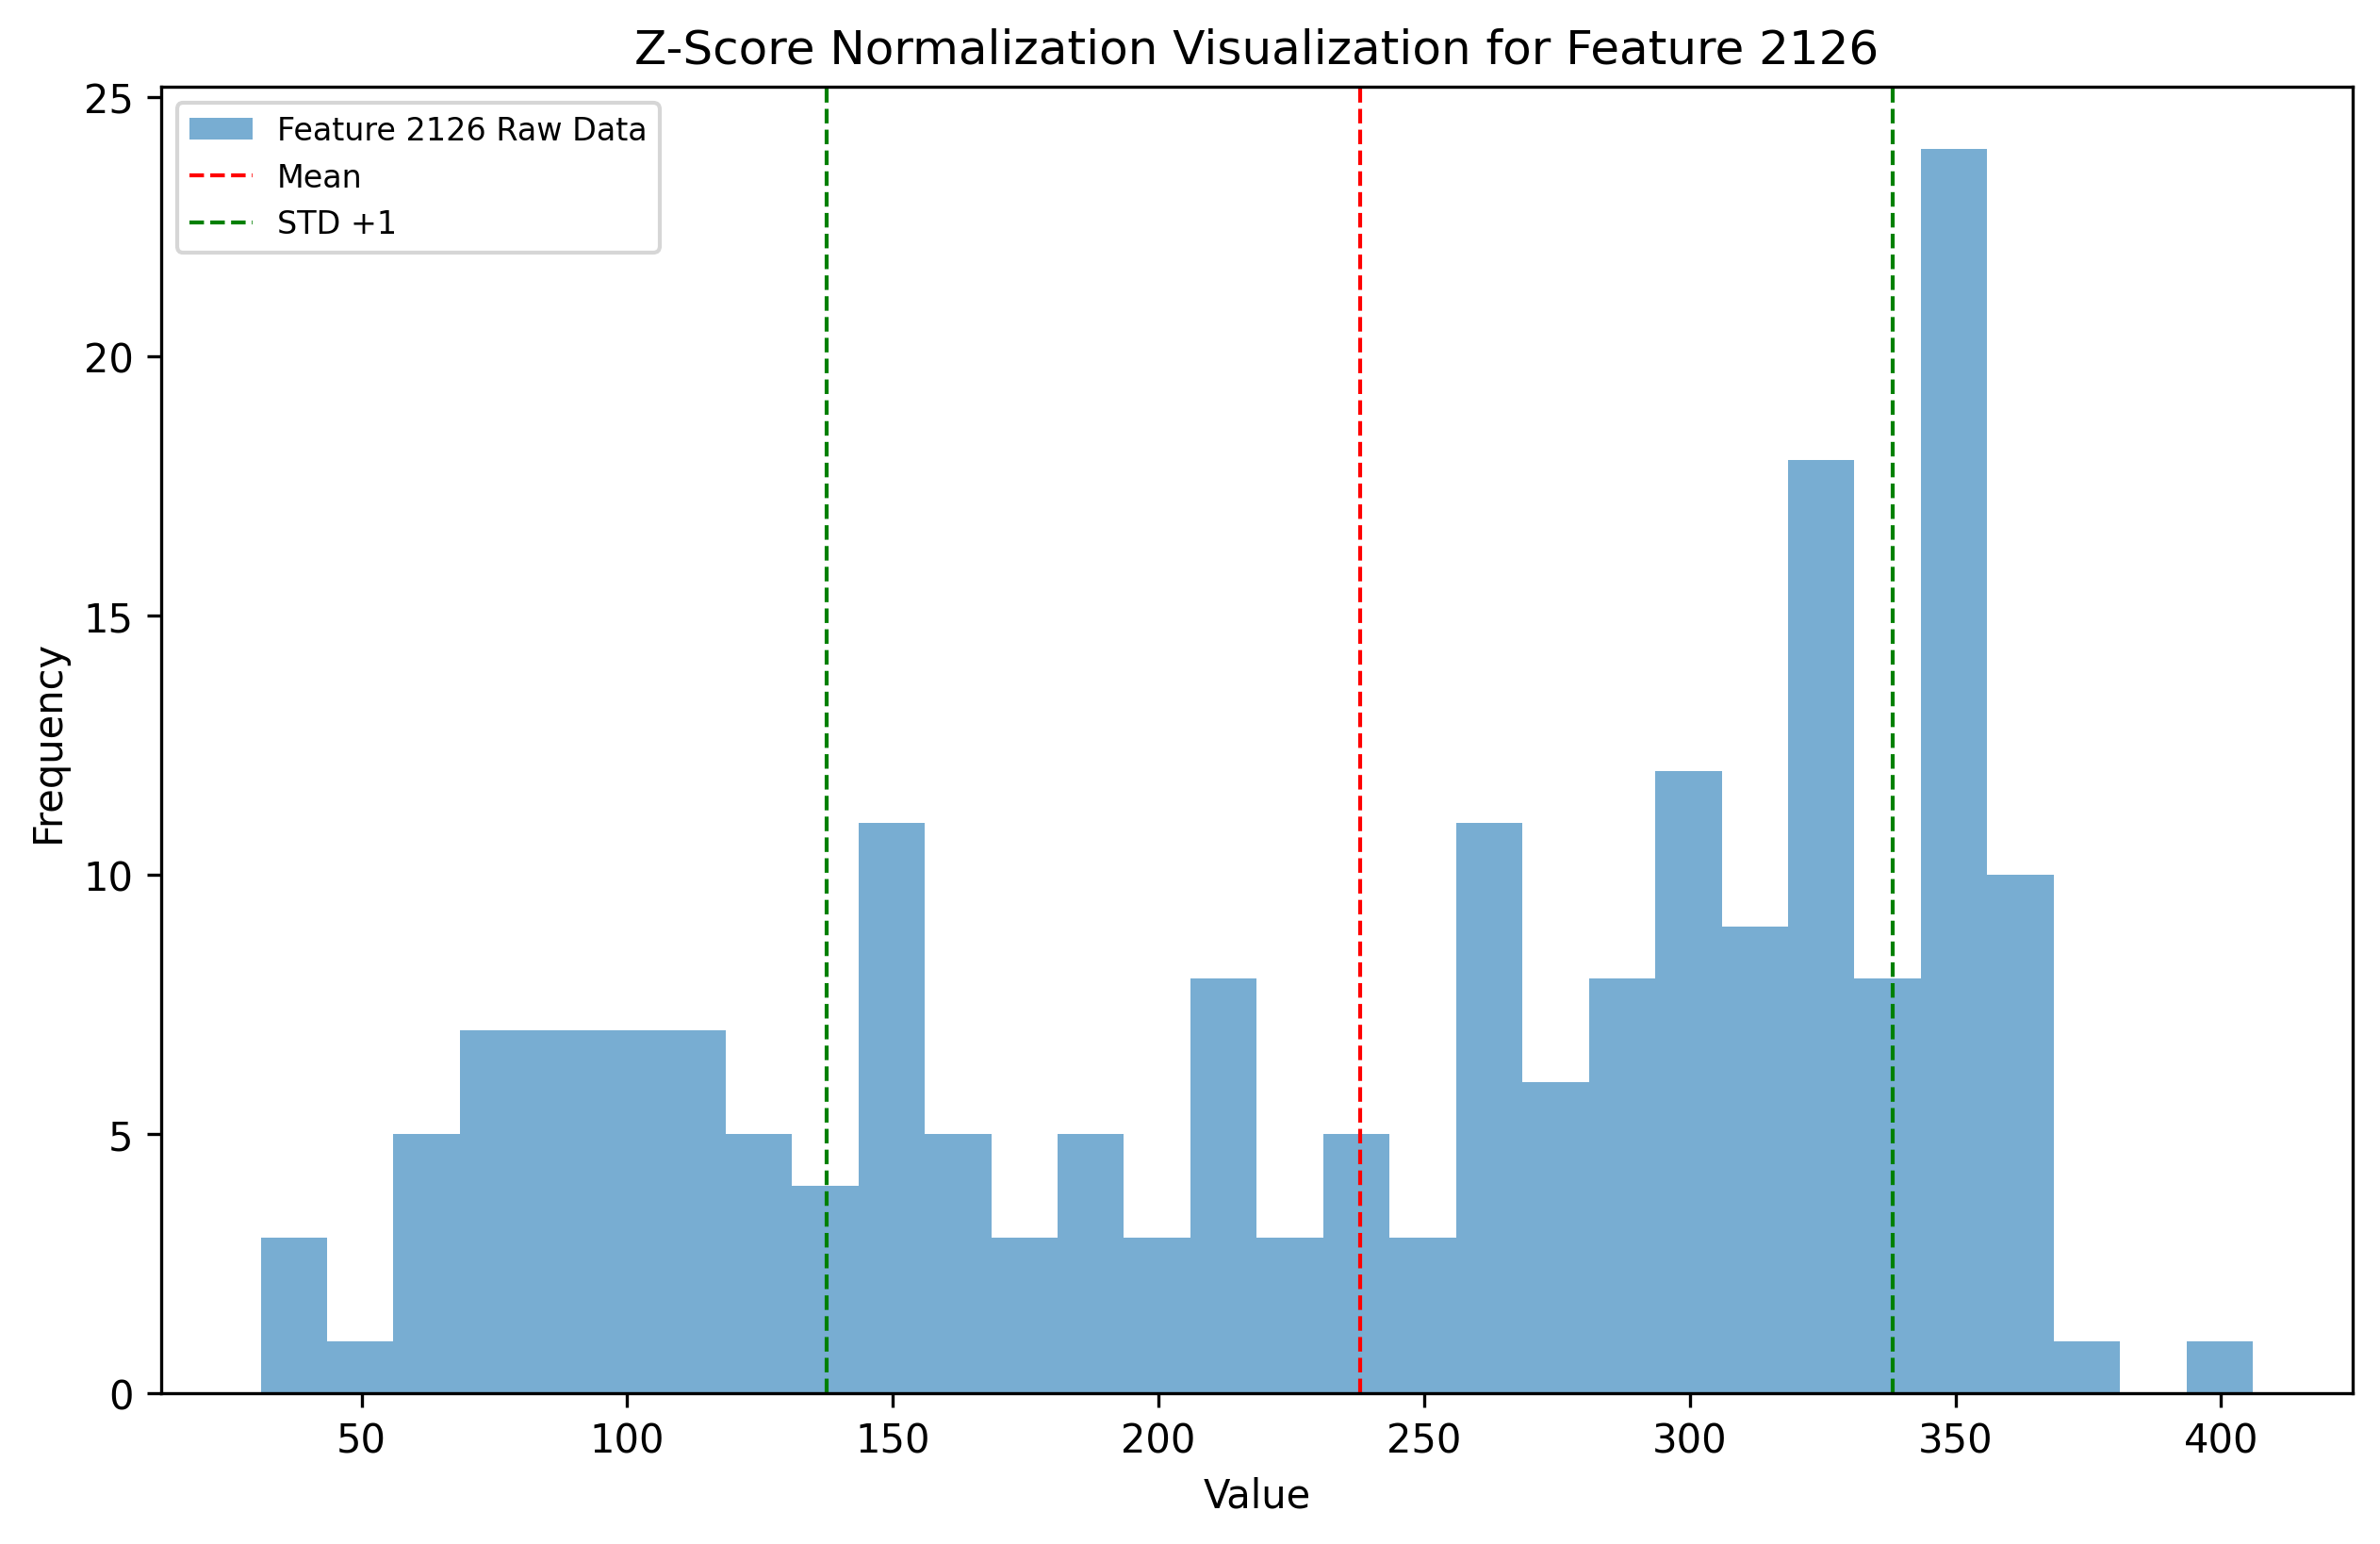 Z-Score Normalization Visualization for Feature 2126
Feature 2126 Raw Data
Mean
STD +1
25
20
15
10
5
0
Frequency
50 100 150 200 250 300 350 400
Value